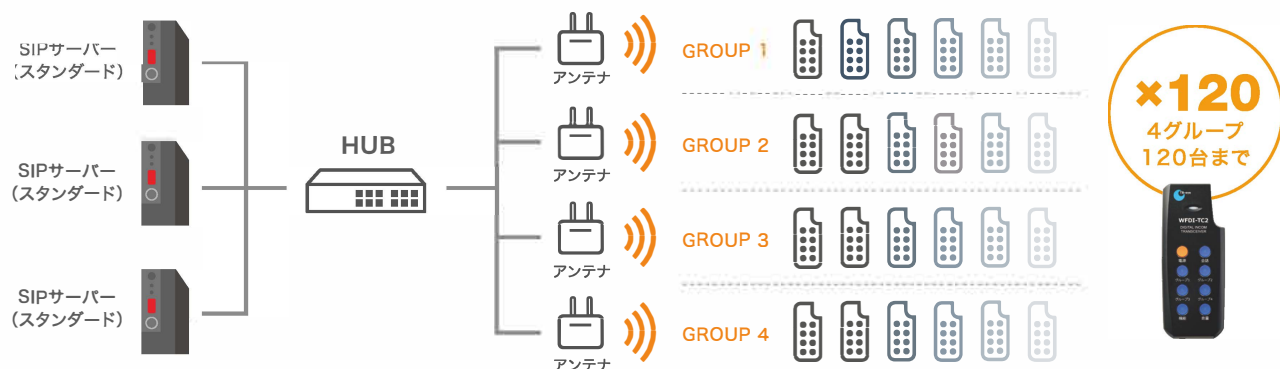 SIPサーバー
(スタンダード)
SIPサーバー
(スタンダード)
SIPサーバー
(スタンダード)
HUB
アンテナ
GROUP 1
アンテナ
GROUP 2
アンテナ
GROUP 3
アンテナ
GROUP 4
×120
4グループ
120台まで
WFDI-TC2
DIGITAL INCOM
TRANSCEIVER